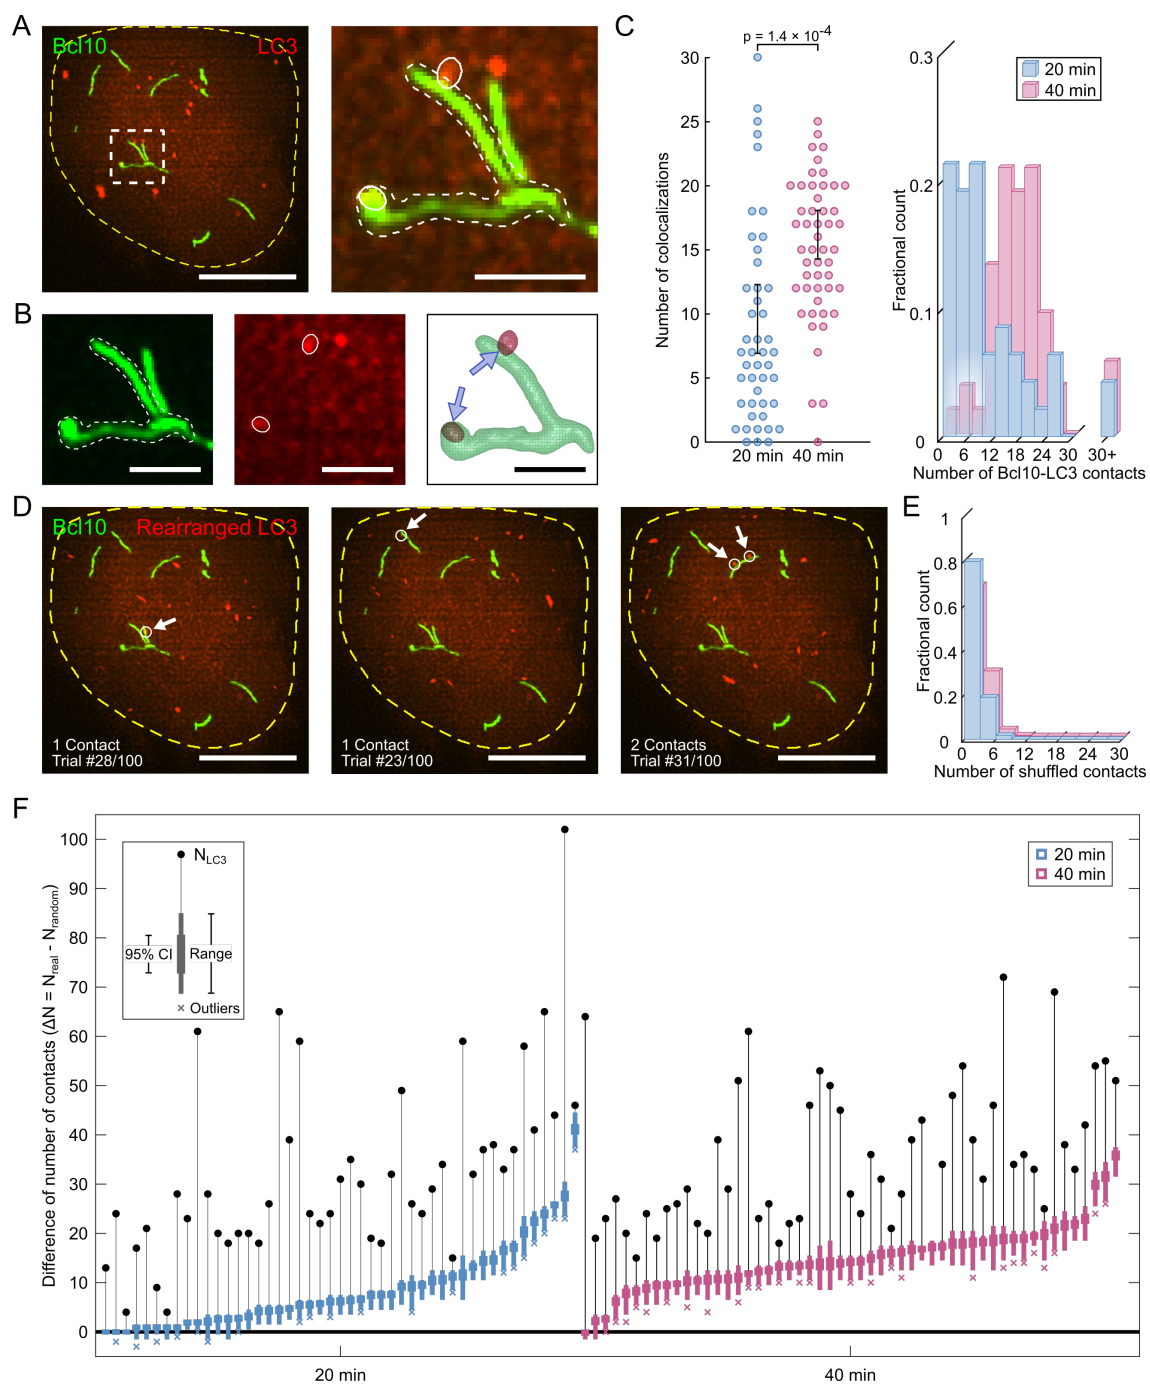 A
Bcl10
LC3
B
C
p = 1.4 × 10⁻⁴
Number of colocalizations
30
25
20
15
10
5
0
20 min
40 min
0.3
0.2
0.1
0
Fractional count
20 min
40 min
0
6
12
18
24
30
30+
Number of Bcl10-LC3 contacts
D
Bcl10
Rearranged LC3
1 Contact
Trial #28/100
1 Contact
Trial #23/100
2 Contacts
Trial #31/100
E
1
0.8
0.6
0.4
0.2
0
Fractional count
0
6
12
18
24
30
Number of shuffled contacts
F
Difference of number of contacts (ΔN = Nreal - Nrandom)
100
90
80
70
60
50
40
30
20
10
0
NLC3
95% CI
Range
× Outliers
20 min
40 min
20 min
40 min